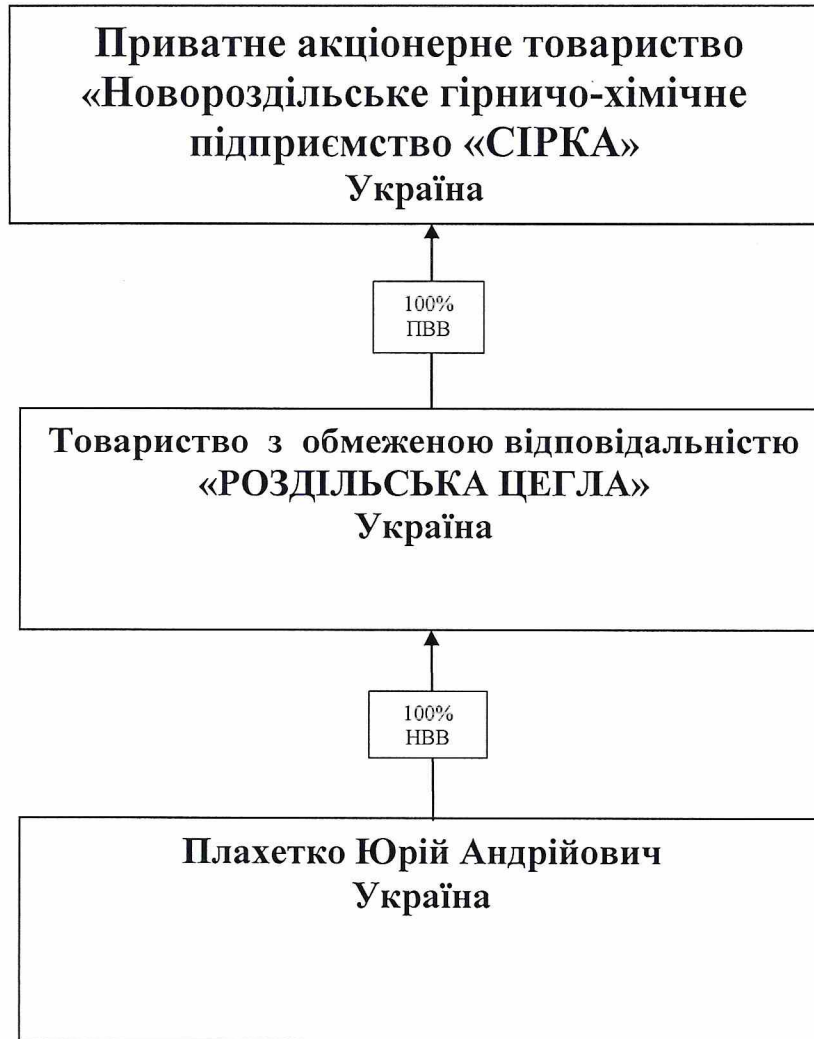 Приватне акціонерне товариство
«Новороздільське гірничо-хімічне
підприємство «СІРКА»
Україна
100%
ПВВ
Товариство з обмеженою відповідальністю
«РОЗДІЛЬСЬКА ЦЕГЛА»
Україна
100%
НВВ
Плахетко Юрій Андрійович
Україна